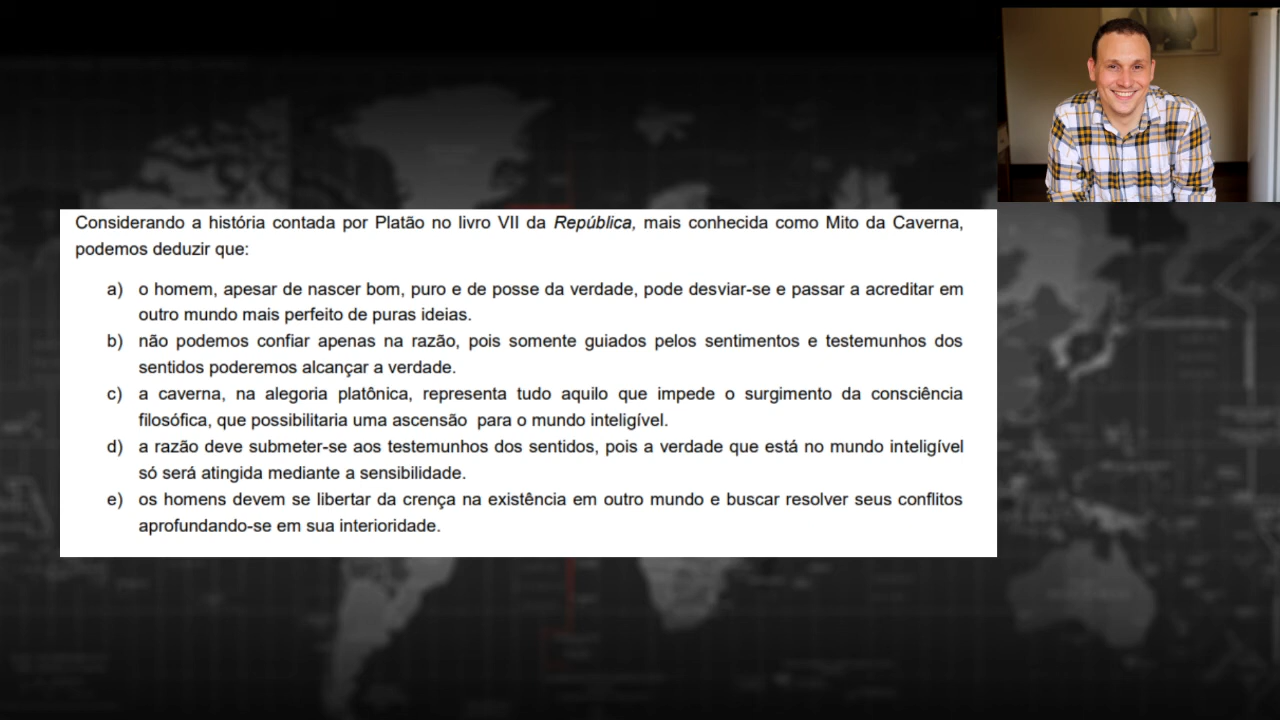 Considerando a história contada por Platão no livro VII da República, mais conhecida como Mito da Caverna,
podemos deduzir que:
a) o homem, apesar de nascer bom, puro e de posse da verdade, pode desviar-se e passar a acreditar em
outro mundo mais perfeito de puras ideias.
b) não podemos confiar apenas na razão, pois somente guiados pelos sentimentos e testemunhos dos
sentidos poderemos alcançar a verdade.
c) a caverna, na alegoria platônica, representa tudo aquilo que impede o surgimento da consciência
filosófica, que possibilitaria uma ascensão para o mundo inteligível.
d) a razão deve submeter-se aos testemunhos dos sentidos, pois a verdade que está no mundo inteligível
só será atingida mediante a sensibilidade.
e) os homens devem se libertar da crença na existência em outro mundo e buscar resolver seus conflitos
aprofundando-se em sua interioridade.